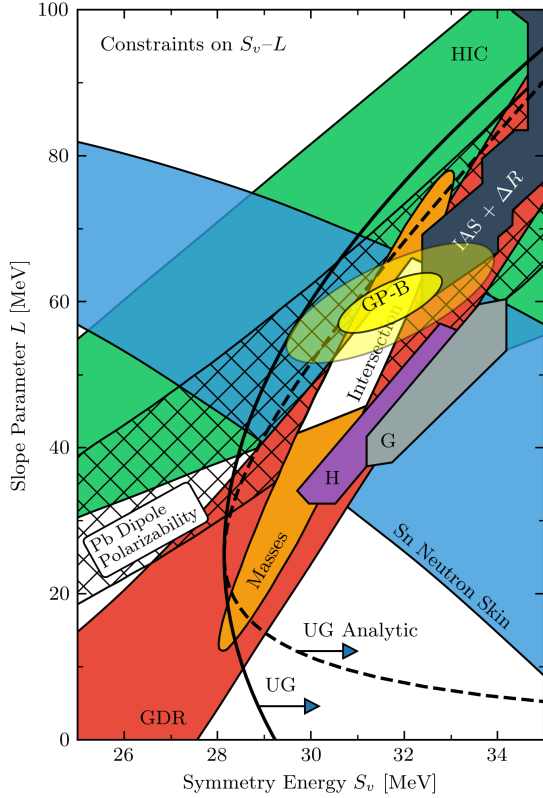 100
80
60
40
20
0
Slope Parameter L [MeV]
Constraints on S_v–L
HIC
IAS + ΔR
GP-B
Intersection
G
H
Pb Dipole
Polarizability
Masses
Sn Neutron Skin
UG Analytic
UG
GDR
26 28 30 32 34
Symmetry Energy S_v [MeV]